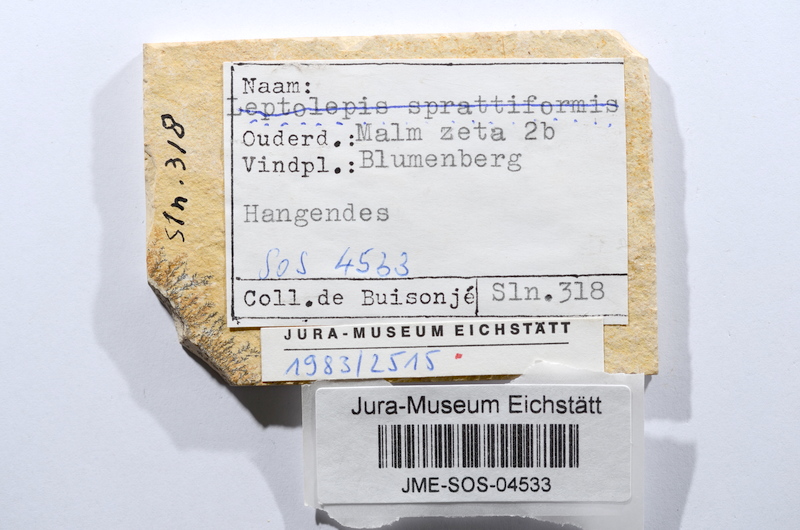 Sln.318
Naam:
Leptolepis sprattiformis
Ouderd.: Malm zeta 2b
Vindpl.: Blumenberg
Hangendes
SOS 4533
Coll.de Buisonjé Sln.318
JURA-MUSEUM EICHSTÄTT
1983/2515
Jura-Museum Eichstätt
JME-SOS-04533